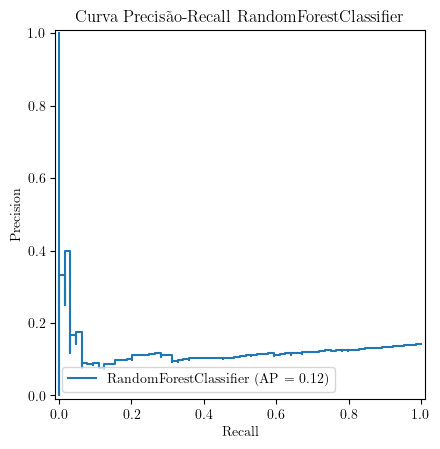 Curva Precisão-Recall RandomForestClassifier
1.0
0.8
0.6
0.4
0.2
0.0
Precision
RandomForestClassifier (AP = 0.12)
0.0 0.2 0.4 0.6 0.8 1.0
Recall